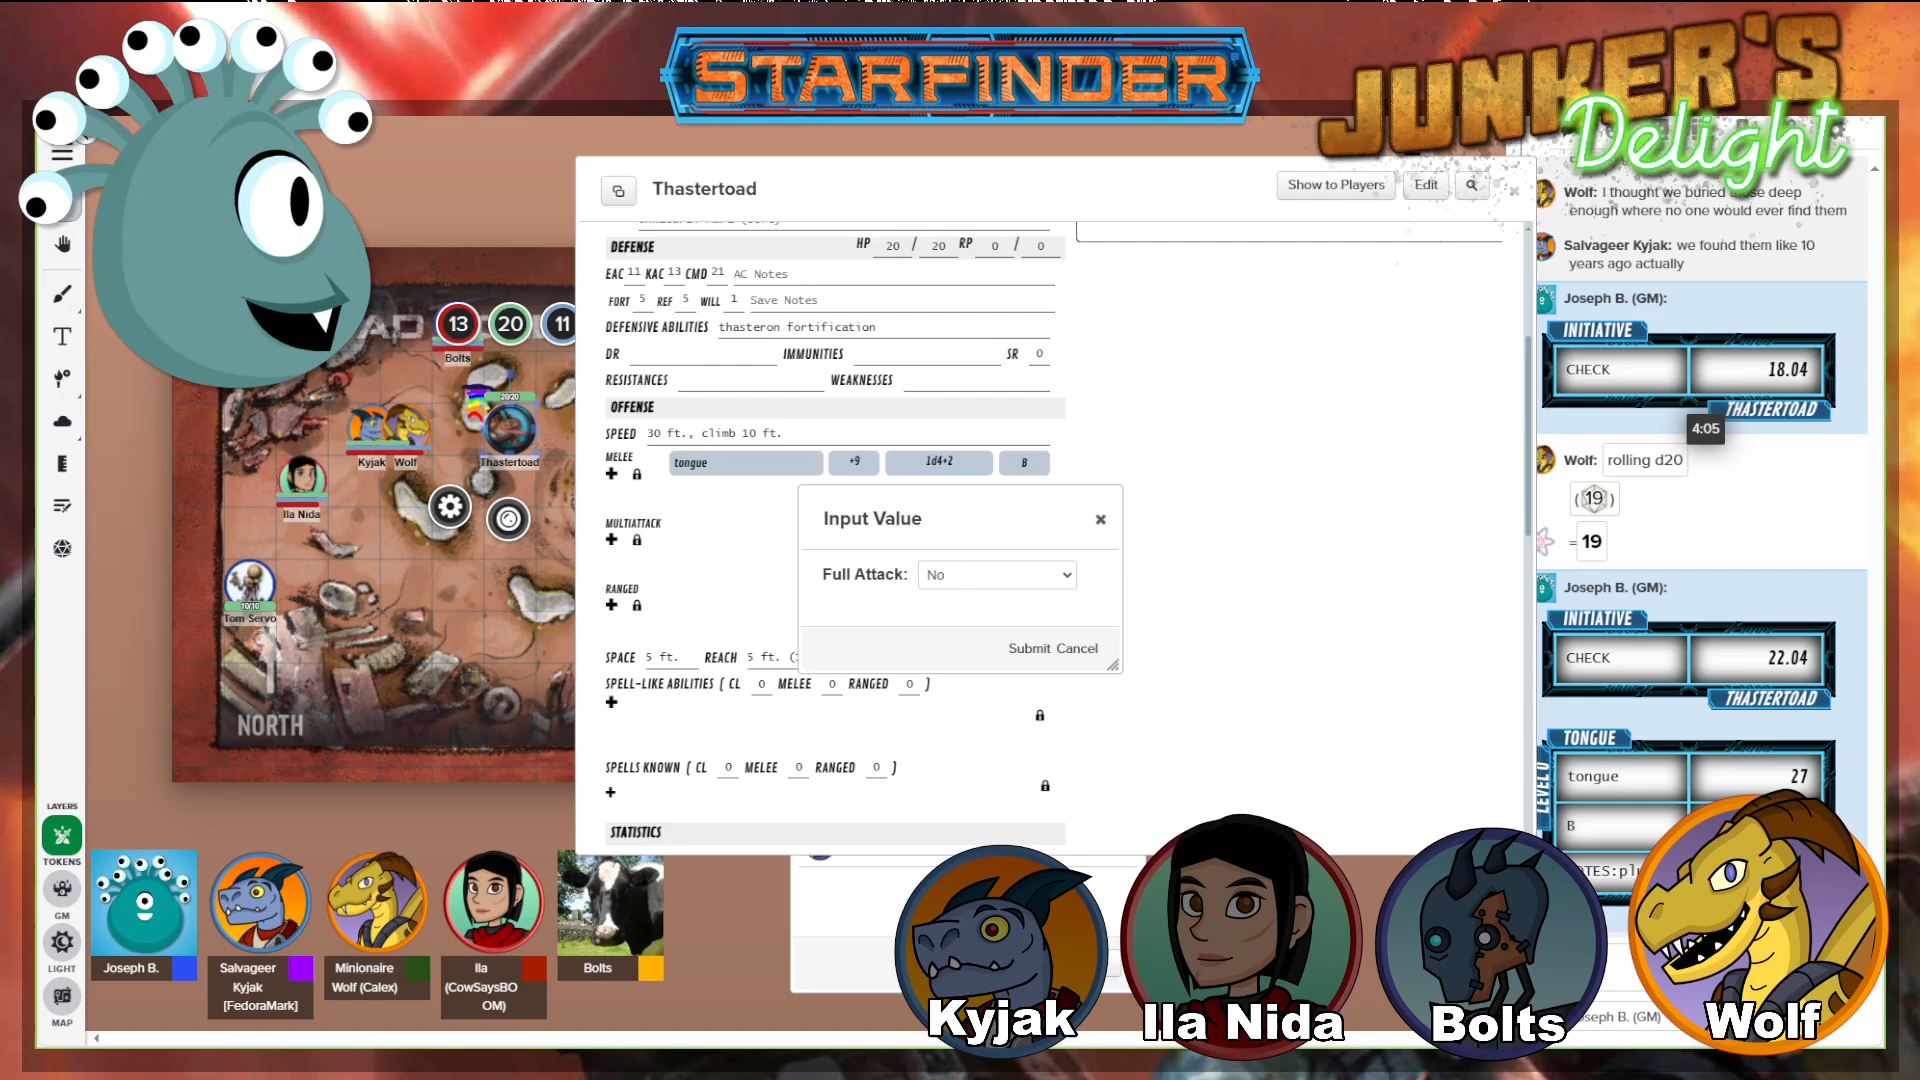 STARFINDER
JUNKER'S
Delight
Thastertoad
Show to Players
Edit
DEFENSE
HP 20 / 20 RP 0 / 0
EAC 11 KAC 13 CMD 21 AC Notes
FORT 5 REF 5 WILL 1 Save Notes
DEFENSIVE ABILITIES thasteron fortification
DR IMMUNITIES SR 0
RESISTANCES WEAKNESSES
OFFENSE
SPEED 30 ft., climb 10 ft.
MELEE tongue +9 1d4+2 B
MULTIATTACK
RANGED
SPACE 5 ft. REACH 5 ft.
SPELL-LIKE ABILITIES ( CL 0 MELEE 0 RANGED 0 )
SPELLS KNOWN ( CL 0 MELEE 0 RANGED 0 )
STATISTICS
Input Value
Full Attack: No
Submit Cancel
13 20 11
Bolts
20/20
Kyjak Wolf
Thastertoad
Ila Nida
10/10
Tom Servo
NORTH
LAYERS
TOKENS
GM
LIGHT
MAP
Joseph B.
Salvageer
Kyjak
[FedoraMark]
Minionaire
Wolf (Calex)
Ila
(CowSaysBO
OM)
Bolts
Wolf: I thought we buried those deep
enough where no one would ever find them
Salvageer Kyjak: we found them like 10
years ago actually
Joseph B. (GM):
INITIATIVE
CHECK 18.04
THASTERTOAD
4:05
Wolf: rolling d20
(19)
=19
Joseph B. (GM):
INITIATIVE
CHECK 22.04
THASTERTOAD
TONGUE
LEVEL 0
tongue 27
B
Joseph B. (GM)
Kyjak
Ila Nida
Bolts
Wolf